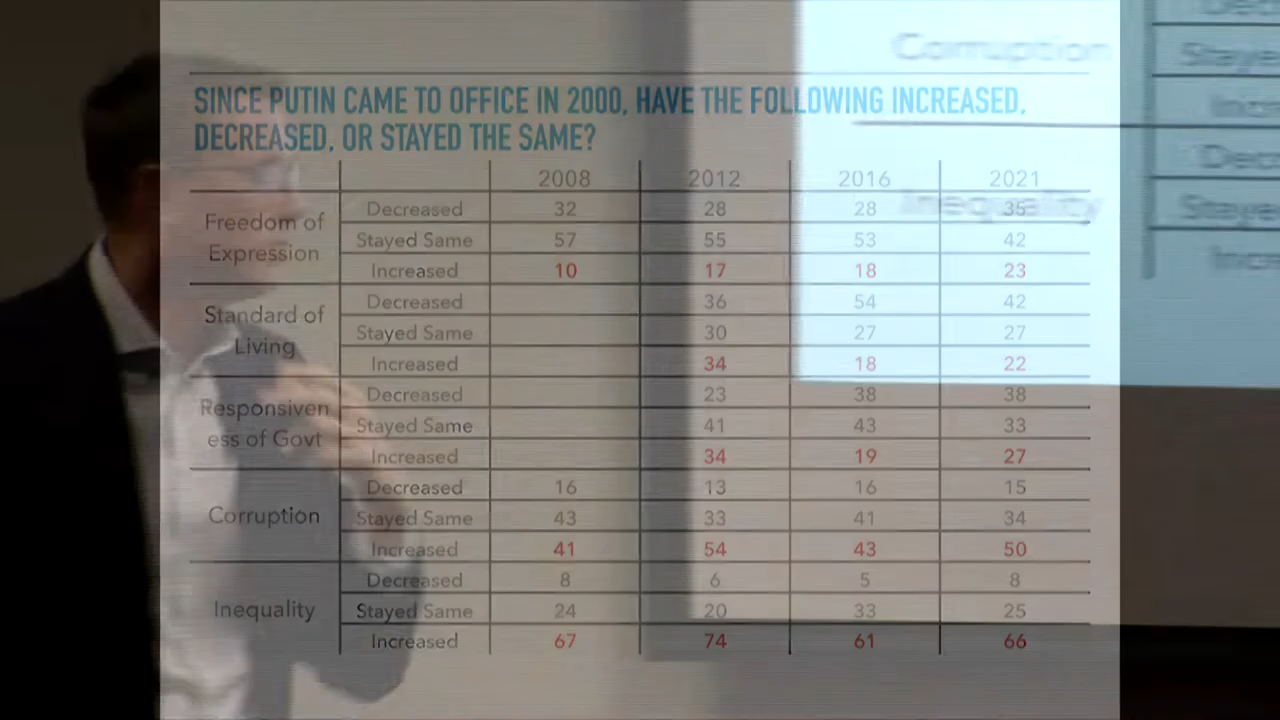 SINCE PUTIN CAME TO OFFICE IN 2000, HAVE THE FOLLOWING INCREASED,
DECREASED, OR STAYED THE SAME?
2008 2012 2016 2021
Freedom of Expression
Decreased 32 28 28 35
Stayed Same 57 55 53 42
Increased 10 17 18 23
Standard of Living
Decreased 36 54 42
Stayed Same 30 27 27
Increased 34 18 22
Responsiven
ess of Govt
Decreased 23 38 38
Stayed Same 41 43 33
Increased 34 19 27
Corruption
Decreased 16 13 16 15
Stayed Same 43 33 41 34
Increased 41 54 43 50
Inequality
Decreased 8 6 5 8
Stayed Same 24 20 33 25
Increased 67 74 61 66
Corruption
Inequality